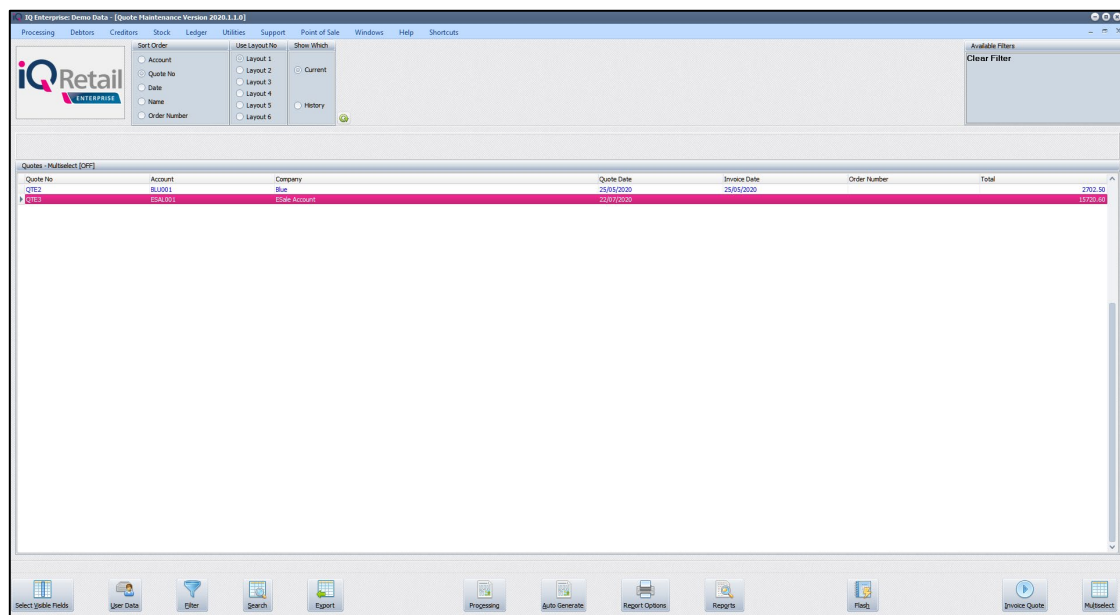 IQ Enterprise: Demo Data - [Quote Maintenance Version 2020.1.1.0]
Processing Debtors Creditors Stock Ledger Utilities Support Point of Sale Windows Help Shortcuts
Sort Order
Account
Quote No
Date
Name
Order Number
Use Layout No
Layout 1
Layout 2
Layout 3
Layout 4
Layout 5
Layout 6
Show Which
Current
History
Available Filters
Clear Filter
iQ Retail
ENTERPRISE
Quotes - Multiselect [OFF]
Quote No Account Company Quote Date Invoice Date Order Number Total
QTE2 BLU001 Blue 25/05/2020 25/05/2020 2702.50
QTE3 ESAL001 ESale Account 22/07/2020 15720.60
Select Visible Fields User Data Filter Search Export Processing Auto Generate Report Options Reports Flash Invoice Quote Multiselect